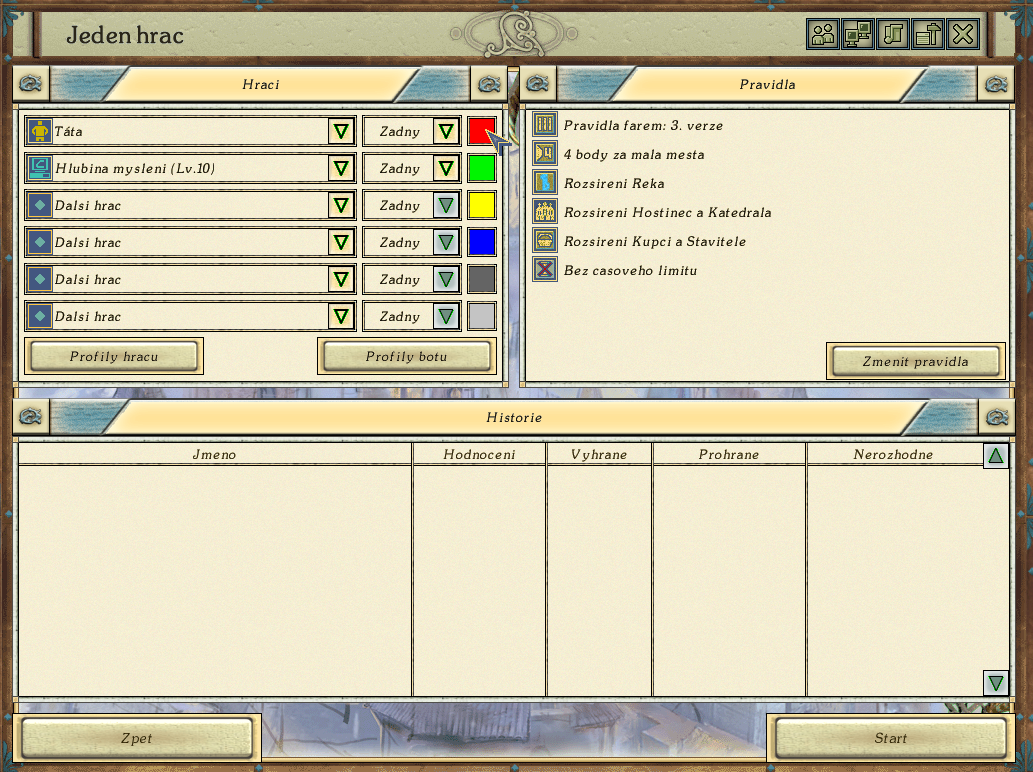 Jeden hrac
Hraci
Táta
Zadny
Hlubina mysleni (Lv.10)
Zadny
Dalsi hrac
Zadny
Dalsi hrac
Zadny
Dalsi hrac
Zadny
Dalsi hrac
Zadny
Profily hracu
Profily botu
Pravidla
Pravidla farem: 3. verze
4 body za mala mesta
Rozsireni Reka
Rozsireni Hostinec a Katedrala
Rozsireni Kupci a Stavitele
Bez casoveho limitu
Zmenit pravidla
Historie
Jmeno
Hodnoceni
Vyhrane
Prohrane
Nerozhodne
Zpet
Start